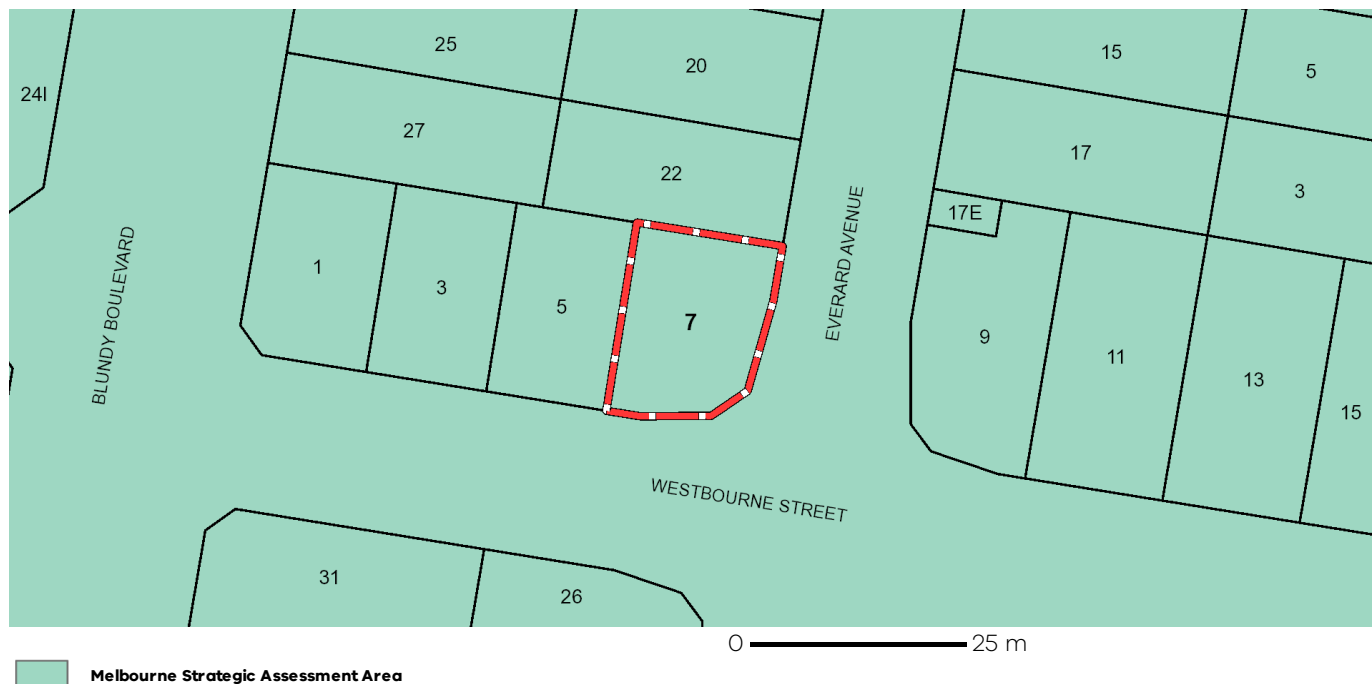 25
20
15
5
24I
27
22
17
3
17E
BLUNDY BOULEVARD
EVERARD AVENUE
1
3
5
7
9
11
13
15
WESTBOURNE STREET
31
26
0 25 m
Melbourne Strategic Assessment Area